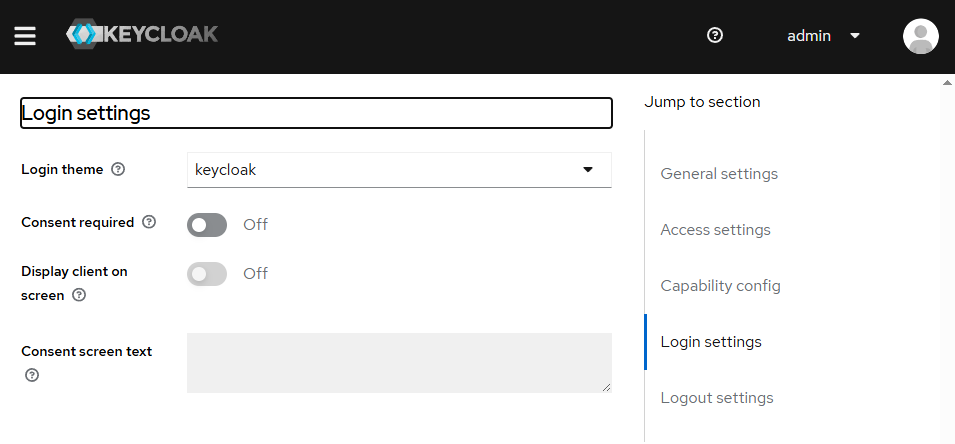 KEYCLOAK
admin
Login settings
Login theme
keycloak
Consent required
Off
Display client on
screen
Off
Consent screen text
Jump to section
General settings
Access settings
Capability config
Login settings
Logout settings